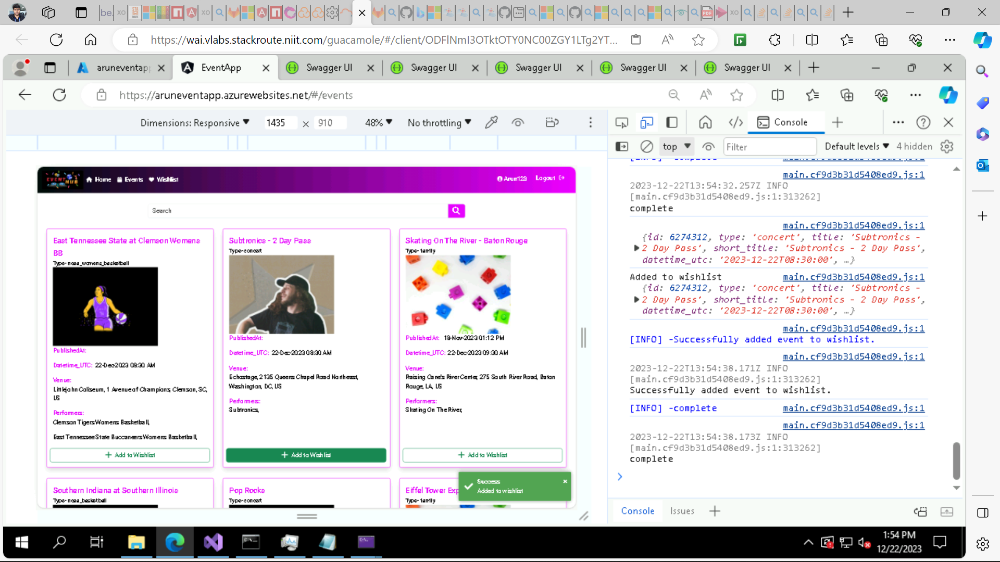 be.
xo
xo
PDF
xo
https://wai.vlabs.stackroute.niit.com/guacamole/#/client/ODFlNmI3OTktOTY0NC00ZGY1LTg2YT...
aruneventap
EventApp
Swagger UI
Swagger UI
Swagger UI
Swagger UI
Swagger UI
https://aruneventapp.azurewebsites.net/#/events
Dimensions: Responsive
1435
×
910
48%
No throttling
Console
top
Filter
Default levels
4 hidden
EVENT HUB
Home
Events
Wishlist
Arun123
Logout
Search
East Tennessee State at Clemson Womens
BB
Type- ncaa_womens_basketball
PublishedAt:
Datetime_UTC: 22-Dec-2023 08:30 AM
Venue:
Littlejohn Coliseum, 1 Avenue of Champions, Clemson, SC,
US
Performers:
Clemson Tigers Womens Basketball,
East Tennessee State Buccaneers Womens Basketball,
Add to Wishlist
Subtronics - 2 Day Pass
Type- concert
PublishedAt:
Datetime_UTC: 22-Dec-2023 08:30 AM
Venue:
Echostage, 2135 Queens Chapel Road Northeast,
Washington, DC, US
Performers:
Subtronics,
Add to Wishlist
Skating On The River - Baton Rouge
Type- family
PublishedAt: 18-Nov-2023 01:12 PM
Datetime_UTC: 22-Dec-2023 09:30 AM
Venue:
Raising Cane's River Center, 275 South River Road, Baton
Rouge, LA, US
Performers:
Skating On The River,
Add to Wishlist
Southern Indiana at Southern Illinois
Type- ncaa_basketball
Pop Rocks
Type- concert
Eiffel Tower Exp
Type- family
Success
Added to wishlist
[INFO] -complete main.cf9d3b31d5408ed9.js:1
main.cf9d3b31d5408ed9.js:1
2023-12-22T13:54:32.257Z INFO
[main.cf9d3b31d5408ed9.js:1:313262]
complete
main.cf9d3b31d5408ed9.js:1
{id: 6274312, type: 'concert', title: 'Subtronics -
2 Day Pass', short_title: 'Subtronics - 2 Day Pass',
datetime_utc: '2023-12-22T08:30:00', …}
Added to wishlist main.cf9d3b31d5408ed9.js:1
{id: 6274312, type: 'concert', title: 'Subtronics -
2 Day Pass', short_title: 'Subtronics - 2 Day Pass',
datetime_utc: '2023-12-22T08:30:00', …}
main.cf9d3b31d5408ed9.js:1
[INFO] -Successfully added event to wishlist.
main.cf9d3b31d5408ed9.js:1
2023-12-22T13:54:38.171Z INFO
[main.cf9d3b31d5408ed9.js:1:313262]
Successfully added event to wishlist.
[INFO] -complete main.cf9d3b31d5408ed9.js:1
main.cf9d3b31d5408ed9.js:1
2023-12-22T13:54:38.173Z INFO
[main.cf9d3b31d5408ed9.js:1:313262]
complete
Console
Issues
1:54 PM
12/22/2023